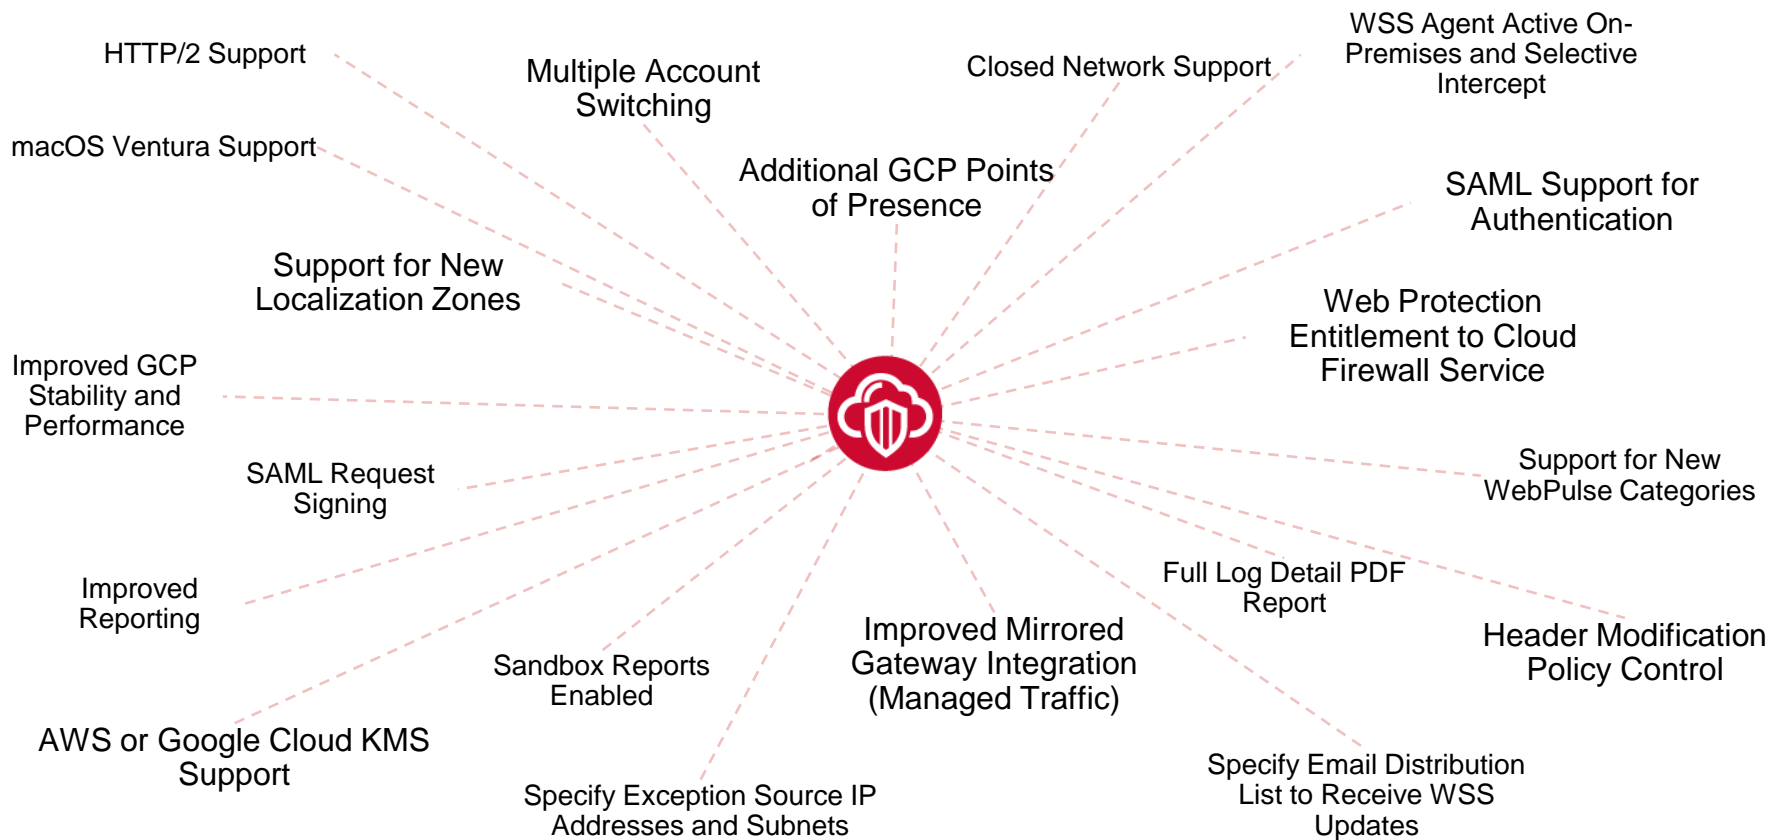 HTTP/2 Support
Multiple Account
Switching
Closed Network Support
WSS Agent Active On-
Premises and Selective
Intercept
macOS Ventura Support
Additional GCP Points
of Presence
SAML Support for
Authentication
Support for New
Localization Zones
Web Protection
Entitlement to Cloud
Firewall Service
Improved GCP
Stability and
Performance
SAML Request
Signing
Support for New
WebPulse Categories
Improved
Reporting
Full Log Detail PDF
Report
Sandbox Reports
Enabled
Improved Mirrored
Gateway Integration
(Managed Traffic)
Header Modification
Policy Control
AWS or Google Cloud KMS
Support
Specify Exception Source IP
Addresses and Subnets
Specify Email Distribution
List to Receive WSS
Updates